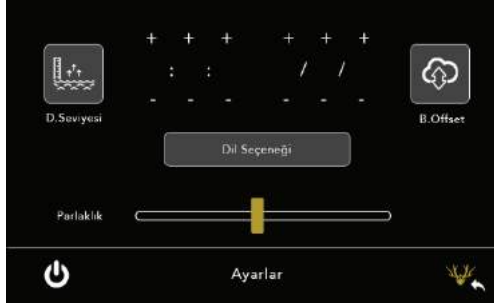 + + + + + +
: : / /
- - - - - -
D.Seviyesi
B.Offset
Dil Seçeneği
Parlaklık
Ayarlar